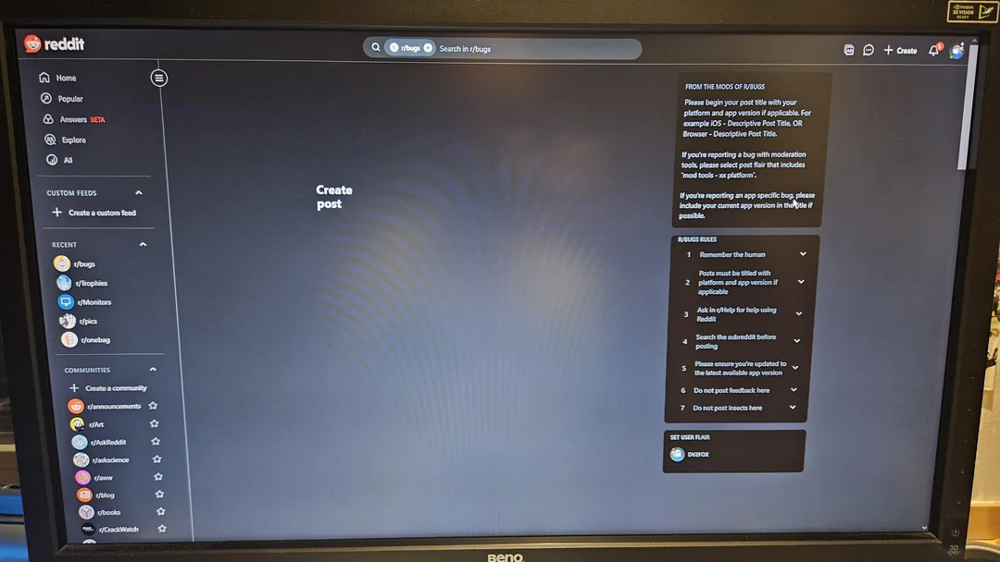 NVIDIA
3D VISION
READY
reddit
r/bugs
Search in r/bugs
Create
Home
Popular
Answers BETA
Explore
All
CUSTOM FEEDS
Create a custom feed
RECENT
r/bugs
r/Trophies
r/Monitors
r/pics
r/onebag
COMMUNITIES
Create a community
r/announcements
r/Art
r/AskReddit
r/askscience
r/aww
r/blog
r/books
r/CrackWatch
Create
post
FROM THE MODS OF R/BUGS
Please begin your post title with your
platform and app version if applicable. For
example iOS - Descriptive Post Title, OR
Browser - Descriptive Post Title.
If you're reporting a bug with moderation
tools, please select post flair that includes
"mod tools - xx platform".
If you're reporting an app specific bug, please
include your current app version in the title if
possible.
R/BUGS RULES
1 Remember the human
2 Posts must be titled with
platform and app version if
applicable
3 Ask in r/Help for help using
Reddit
4 Search the subreddit before
posting
5 Please ensure you're updated to
the latest available app version
6 Do not post feedback here
7 Do not post insects here
SET USER FLAIR
DV2FOX
BenQ
3D